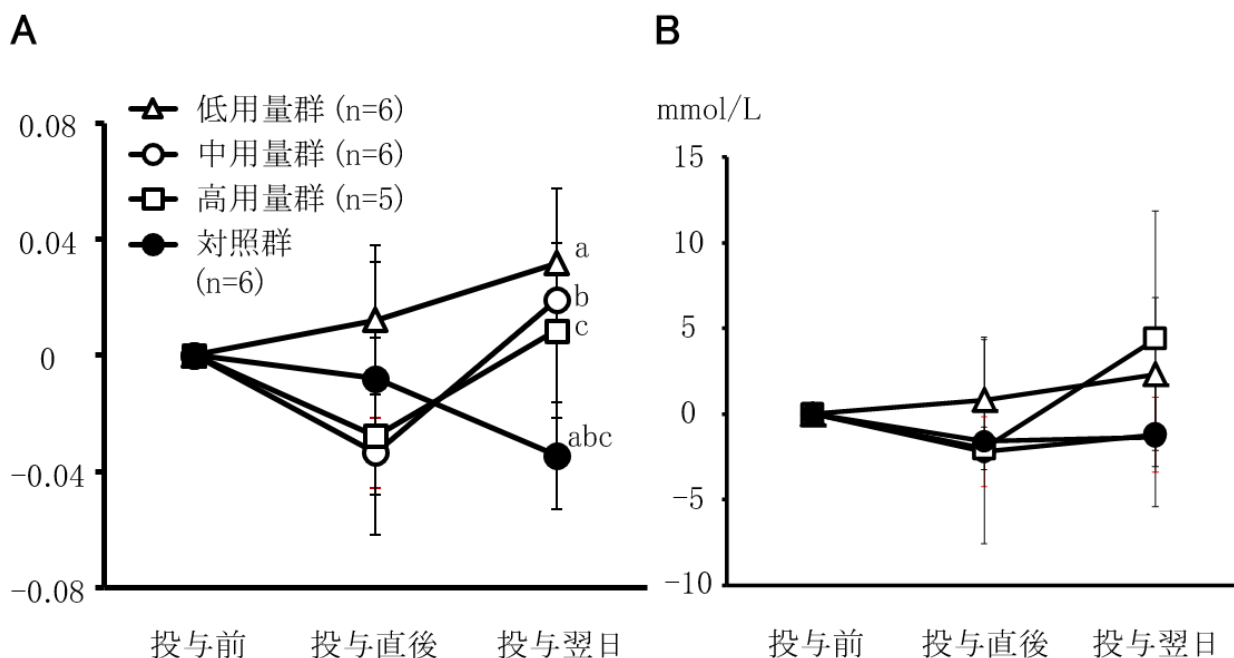 A
低用量群 (n=6)
中用量群 (n=6)
高用量群 (n=5)
対照群
(n=6)
0.08
0.04
0
-0.04
-0.08
a
b
c
abc
投与前
投与直後
投与翌日
B
mmol/L
15
10
5
0
-5
-10
投与前
投与直後
投与翌日